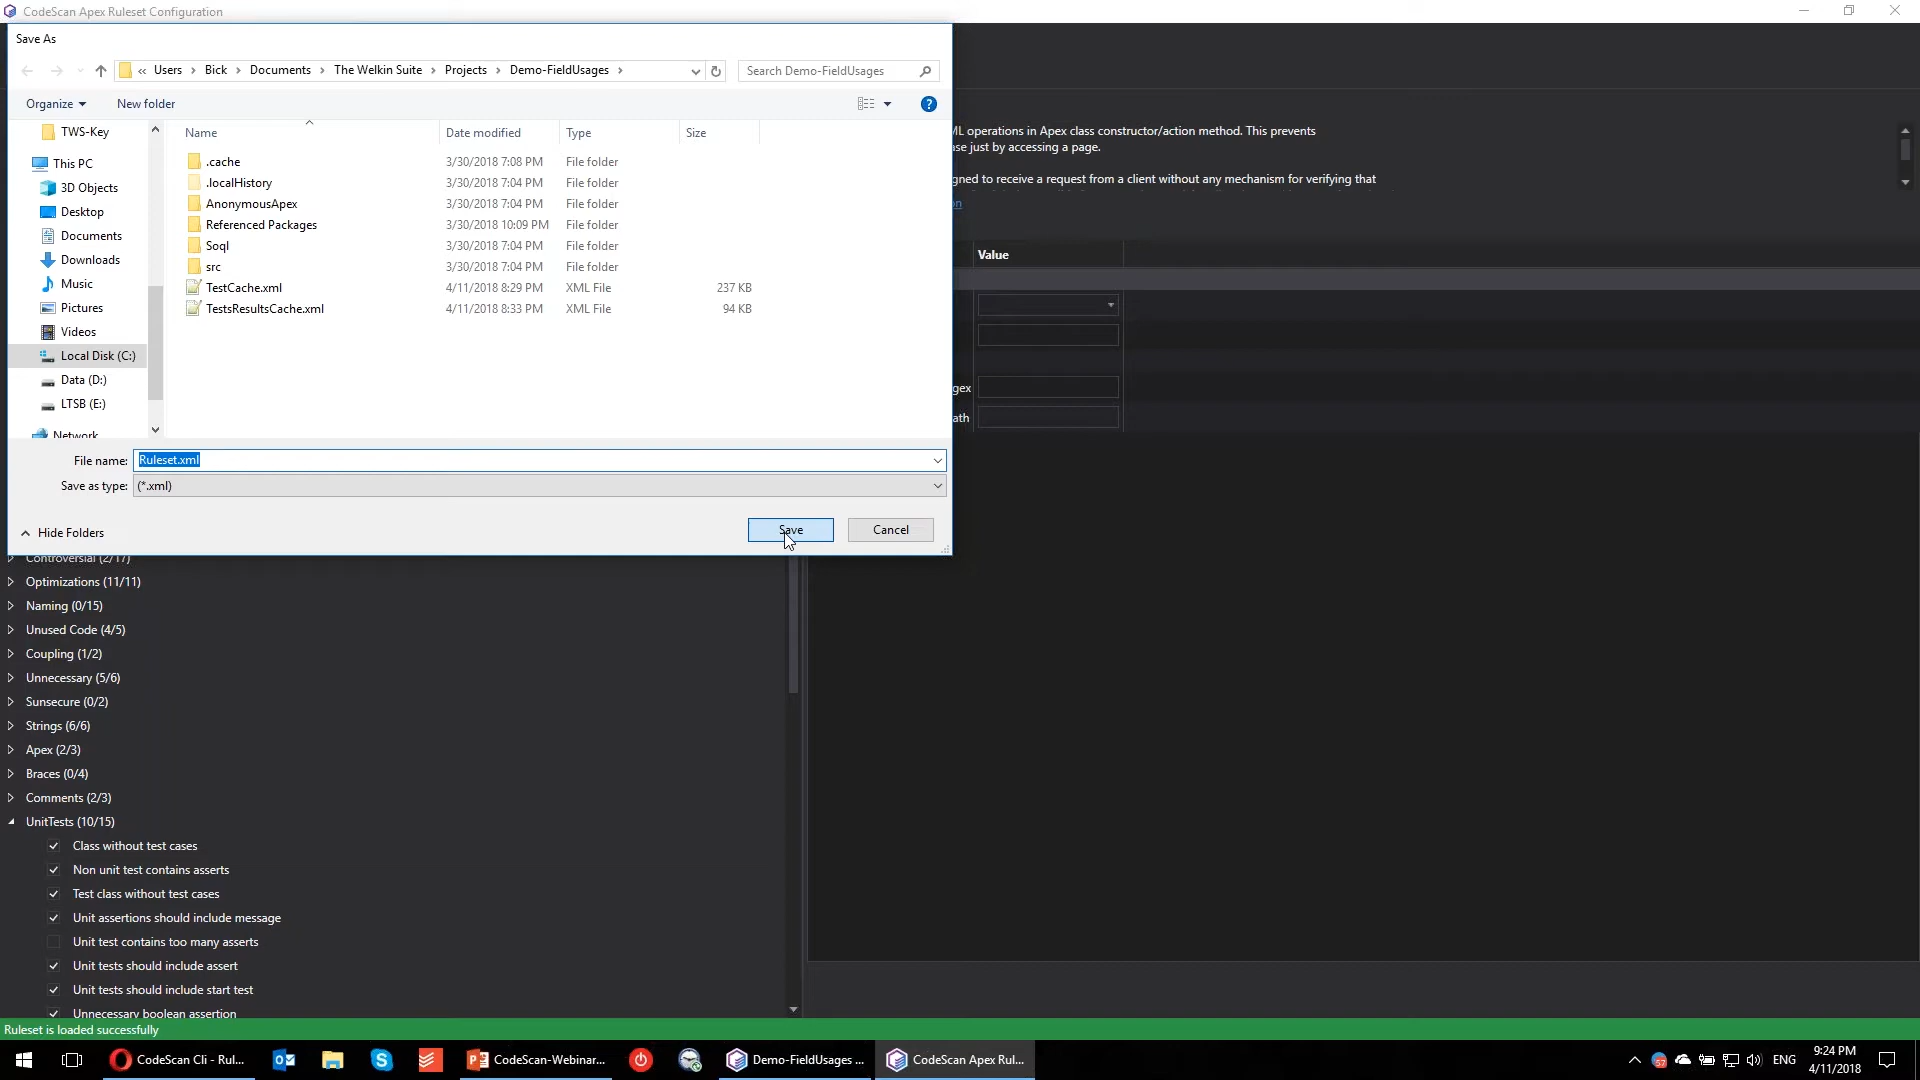 CodeScan Apex Ruleset Configuration
Save As
« Users > Bick > Documents > The Welkin Suite > Projects > Demo-FieldUsages >
Search Demo-FieldUsages
Organize
New folder
?
TWS-Key
This PC
3D Objects
Desktop
Documents
Downloads
Music
Pictures
Videos
Local Disk (C:)
Data (D:)
LTSB (E:)
Network
Name Date modified Type Size
.cache 3/30/2018 7:08 PM File folder
.localHistory 3/30/2018 7:04 PM File folder
AnonymousApex 3/30/2018 7:04 PM File folder
Referenced Packages 3/30/2018 10:09 PM File folder
Soql 3/30/2018 7:04 PM File folder
src 3/30/2018 7:04 PM File folder
TestCache.xml 4/11/2018 8:29 PM XML File 237 KB
TestsResultsCache.xml 4/11/2018 8:33 PM XML File 94 KB
File name: Ruleset.xml
Save as type: (*.xml)
Hide Folders
Save
Cancel
ML operations in Apex class constructor/action method. This prevents
ase just by accessing a page.
gned to receive a request from a client without any mechanism for verifying that
on
Value
gex
ath
Controversial (2/17)
Optimizations (11/11)
Naming (0/15)
Unused Code (4/5)
Coupling (1/2)
Unnecessary (5/6)
Sunsecure (0/2)
Strings (6/6)
Apex (2/3)
Braces (0/4)
Comments (2/3)
UnitTests (10/15)
Class without test cases
Non unit test contains asserts
Test class without test cases
Unit assertions should include message
Unit test contains too many asserts
Unit tests should include assert
Unit tests should include start test
Unnecessary boolean assertion
Ruleset is loaded successfully
CodeScan Cli - Rul...
CodeScan-Webinar...
Demo-FieldUsages ...
CodeScan Apex Rul...
57
ENG
9:24 PM
4/11/2018